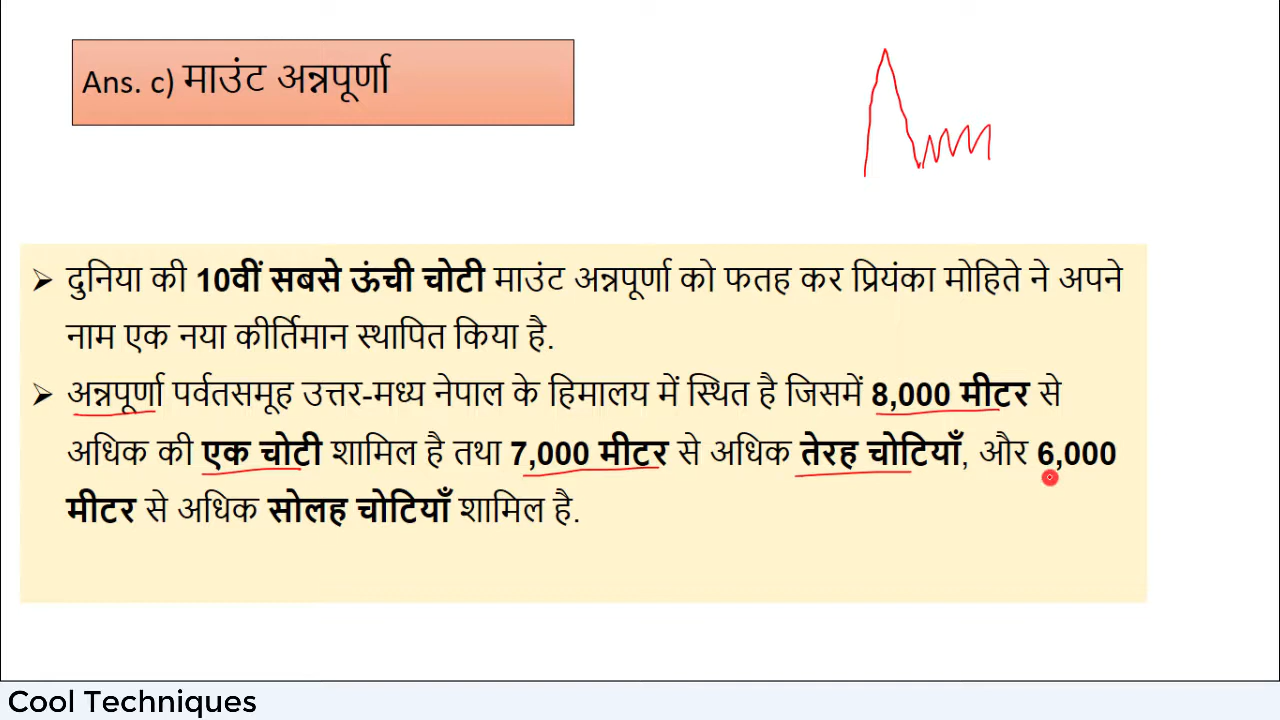 Ans. c) माउंट अन्नपूर्णा
➢ दुनिया की 10वीं सबसे ऊंची चोटी माउंट अन्नपूर्णा को फतह कर प्रियंका मोहिते ने अपने
नाम एक नया कीर्तिमान स्थापित किया है.
➢ अन्नपूर्णा पर्वतसमूह उत्तर-मध्य नेपाल के हिमालय में स्थित है जिसमें 8,000 मीटर से
अधिक की एक चोटी शामिल है तथा 7,000 मीटर से अधिक तेरह चोटियाँ, और 6,000
मीटर से अधिक सोलह चोटियाँ शामिल है.
Cool Techniques